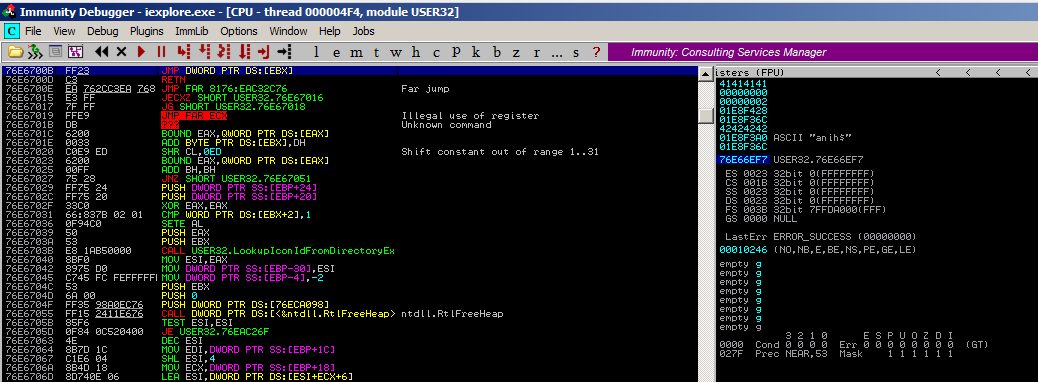 Immunity Debugger - iexplore.exe - [CPU - thread 000004F4, module USER32]
C File View Debug Plugins ImmLib Options Window Help Jobs
l e m t w h c P k b z r ... s ? Immunity: Consulting Services Manager
isters (FPU) < < < <
76E6700B FF23 JMP DWORD PTR DS:[EBX]
76E6700D C3 RETN
76E6700E EA 762CC3EA 768 JMP FAR 8176:EAC32C76 Far jump
76E67015 E3 FF JECXZ SHORT USER32.76E67016
76E67017 7F FF JG SHORT USER32.76E67018
76E67019 FFE9 JMP FAR ECX Illegal use of register
76E6701B DB ??? Unknown command
76E6701C 6200 BOUND EAX,QWORD PTR DS:[EAX]
76E6701E 0033 ADD BYTE PTR DS:[EBX],DH
76E67020 C0E9 ED SHR CL,0ED Shift constant out of range 1..31
76E67023 6200 BOUND EAX,QWORD PTR DS:[EAX]
76E67025 00FF ADD BH,BH
76E67027 75 28 JNZ SHORT USER32.76E67051
76E67029 FF75 24 PUSH DWORD PTR SS:[EBP+24]
76E6702C FF75 20 PUSH DWORD PTR SS:[EBP+20]
76E6702F 33C0 XOR EAX,EAX
76E67031 66:837B 02 01 CMP WORD PTR DS:[EBX+2],1
76E67036 0F94C0 SETE AL
76E67039 50 PUSH EAX
76E6703A 53 PUSH EBX
76E6703B E8 1AB50000 CALL USER32.LookupIconIdFromDirectoryEx
76E67040 8BF0 MOV ESI,EAX
76E67042 8975 D0 MOV DWORD PTR SS:[EBP-30],ESI
76E67045 C745 FC FEFFFFFF MOV DWORD PTR SS:[EBP-4],-2
76E6704C 53 PUSH EBX
76E6704D 6A 00 PUSH 0
76E6704F FF35 98A0EC76 PUSH DWORD PTR DS:[76ECA098]
76E67055 FF15 2411E676 CALL DWORD PTR DS:[<&ntdll.RtlFreeHeap> ntdll.RtlFreeHeap
76E6705B 85F6 TEST ESI,ESI
76E6705D 0F84 0C520400 JE USER32.76EAC26F
76E67063 4E DEC ESI
76E67064 8B7D 1C MOV EDI,DWORD PTR SS:[EBP+1C]
76E67067 C1E6 04 SHL ESI,4
76E6706A 8B4D 18 MOV ECX,DWORD PTR SS:[EBP+18]
76E6706D 8D740E 06 LEA ESI,DWORD PTR DS:[ESI+ECX+6]
41414141
00000000
00000002
01E8F428
01E8F36C
42424242
01E8F3A0 ASCII "anih$"
01E8F36C
76E66EF7 USER32.76E66EF7
ES 0023 32bit 0(FFFFFFFF)
CS 001B 32bit 0(FFFFFFFF)
SS 0023 32bit 0(FFFFFFFF)
DS 0023 32bit 0(FFFFFFFF)
FS 003B 32bit 7FFDA000(FFF)
GS 0000 NULL
LastErr ERROR_SUCCESS (00000000)
00010246 (NO,NB,E,BE,NS,PE,GE,LE)
empty g
empty g
empty g
empty g
empty g
empty g
empty g
empty g
3 2 1 0 E S P U O Z D I
0000 Cond 0 0 0 0 Err 0 0 0 0 0 0 0 0 (GT)
027F Prec NEAR,53 Mask 1 1 1 1 1 1